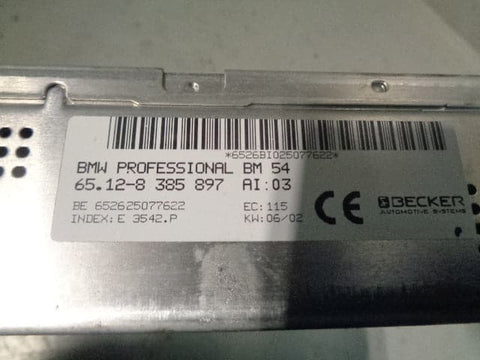 *6526BI025077622*
BMW PROFESSIONAL BM 54
65.12-8 385 897 AI:03
BE 652625077622 EC:115
INDEX:E 3542.P KW:06/02
CE
BECKER
AUTOMOTIVE SYSTEMS